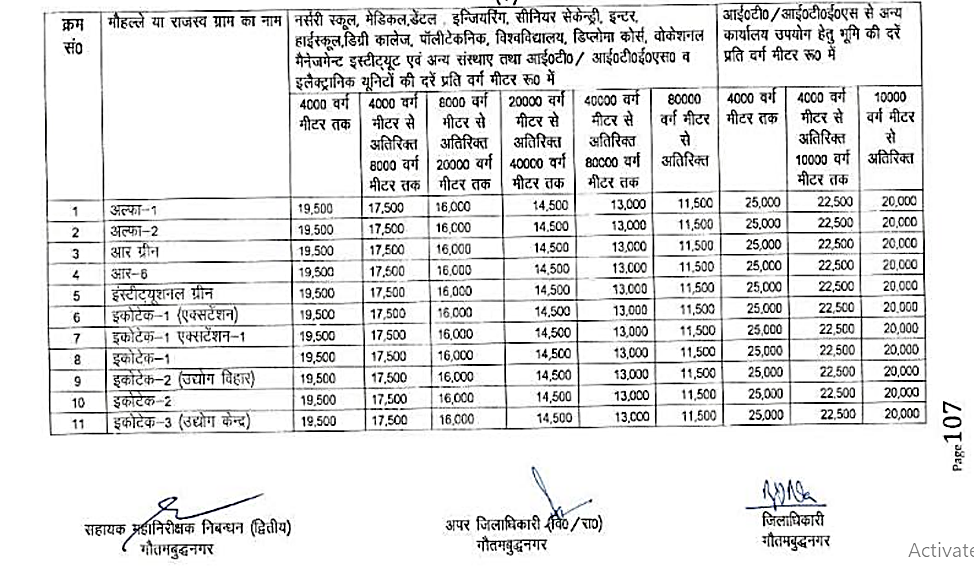 क्रम सं0 | मौहल्ले या राजस्व ग्राम का नाम | नर्सरी स्कूल, मेडिकल,डेंटल , इन्जियरिंग, सीनियर सेकेन्ड्री, इन्टर, हाईस्कूल,डिग्री कालेज, पॉलीटेकनिक, विश्वविद्यालय, डिप्लोमा कोर्स, वोकेशनल मैनेजमेन्ट इस्टीट्यूट एवं अन्य संस्थाए तथा आई0टी0/ आई0टी0ई0एस0 व इलैक्ट्रानिक यूनिटों की दरें प्रति वर्ग मीटर रू0 में | आई0टी0/आई0टी0ई0एस से अन्य कार्यालय उपयोग हेतु भूमि की दरें प्रति वर्ग मीटर रू0 में
4000 वर्ग मीटर तक | 4000 वर्ग मीटर से अतिरिक्त 8000 वर्ग मीटर तक | 8000 वर्ग मीटर से अतिरिक्त 20000 वर्ग मीटर तक | 20000 वर्ग मीटर से अतिरिक्त 40000 वर्ग मीटर तक | 40000 वर्ग मीटर से अतिरिक्त 80000 वर्ग मीटर तक | 80000 वर्ग मीटर से अतिरिक्त | 4000 वर्ग मीटर तक | 4000 वर्ग मीटर से अतिरिक्त 10000 वर्ग मीटर तक | 10000 वर्ग मीटर से अतिरिक्त
1 | अल्फा-1 | 19,500 | 17,500 | 16,000 | 14,500 | 13,000 | 11,500 | 25,000 | 22,500 | 20,000
2 | अल्फा-2 | 19,500 | 17,500 | 16,000 | 14,500 | 13,000 | 11,500 | 25,000 | 22,500 | 20,000
3 | आर ग्रीन | 19,500 | 17,500 | 16,000 | 14,500 | 13,000 | 11,500 | 25,000 | 22,500 | 20,000
4 | आर-6 | 19,500 | 17,500 | 16,000 | 14,500 | 13,000 | 11,500 | 25,000 | 22,500 | 20,000
5 | इंस्टीट्यूशनल ग्रीन | 19,500 | 17,500 | 16,000 | 14,500 | 13,000 | 11,500 | 25,000 | 22,500 | 20,000
6 | इकोटेक-1 (एक्सटेंशन) | 19,500 | 17,500 | 16,000 | 14,500 | 13,000 | 11,500 | 25,000 | 22,500 | 20,000
7 | इकोटेक-1 एक्सटेंशन-1 | 19,500 | 17,500 | 16,000 | 14,500 | 13,000 | 11,500 | 25,000 | 22,500 | 20,000
8 | इकोटेक-1 | 19,500 | 17,500 | 16,000 | 14,500 | 13,000 | 11,500 | 25,000 | 22,500 | 20,000
9 | इकोटेक-2 (उद्योग विहार) | 19,500 | 17,500 | 16,000 | 14,500 | 13,000 | 11,500 | 25,000 | 22,500 | 20,000
10 | इकोटेक-2 | 19,500 | 17,500 | 16,000 | 14,500 | 13,000 | 11,500 | 25,000 | 22,500 | 20,000
11 | इकोटेक-3 (उद्योग केन्द्र) | 19,500 | 17,500 | 16,000 | 14,500 | 13,000 | 11,500 | 25,000 | 22,500 | 20,000
Page 107
सहायक महानिरीक्षक निबन्धन (द्वितीय)
गौतमबुद्धनगर
अपर जिलाधिकारी (वि0/रा0)
गौतमबुद्धनगर
जिलाधिकारी
गौतमबुद्धनगर
Activate